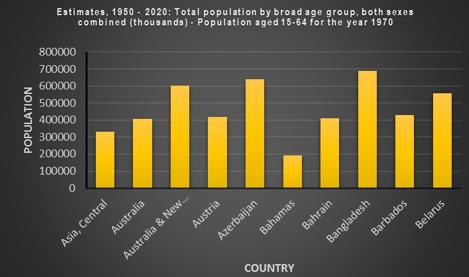 Estimates, 1950 - 2020: Total population by broad age group, both sexes
combined (thousands) - Population aged 15-64 for the year 1970
800000
700000
600000
500000
400000
300000
200000
100000
0
POPULATION
Asia, Central
Australia
Australia & New...
Austria
Azerbaijan
Bahamas
Bahrain
Bangladesh
Barbados
Belarus
COUNTRY